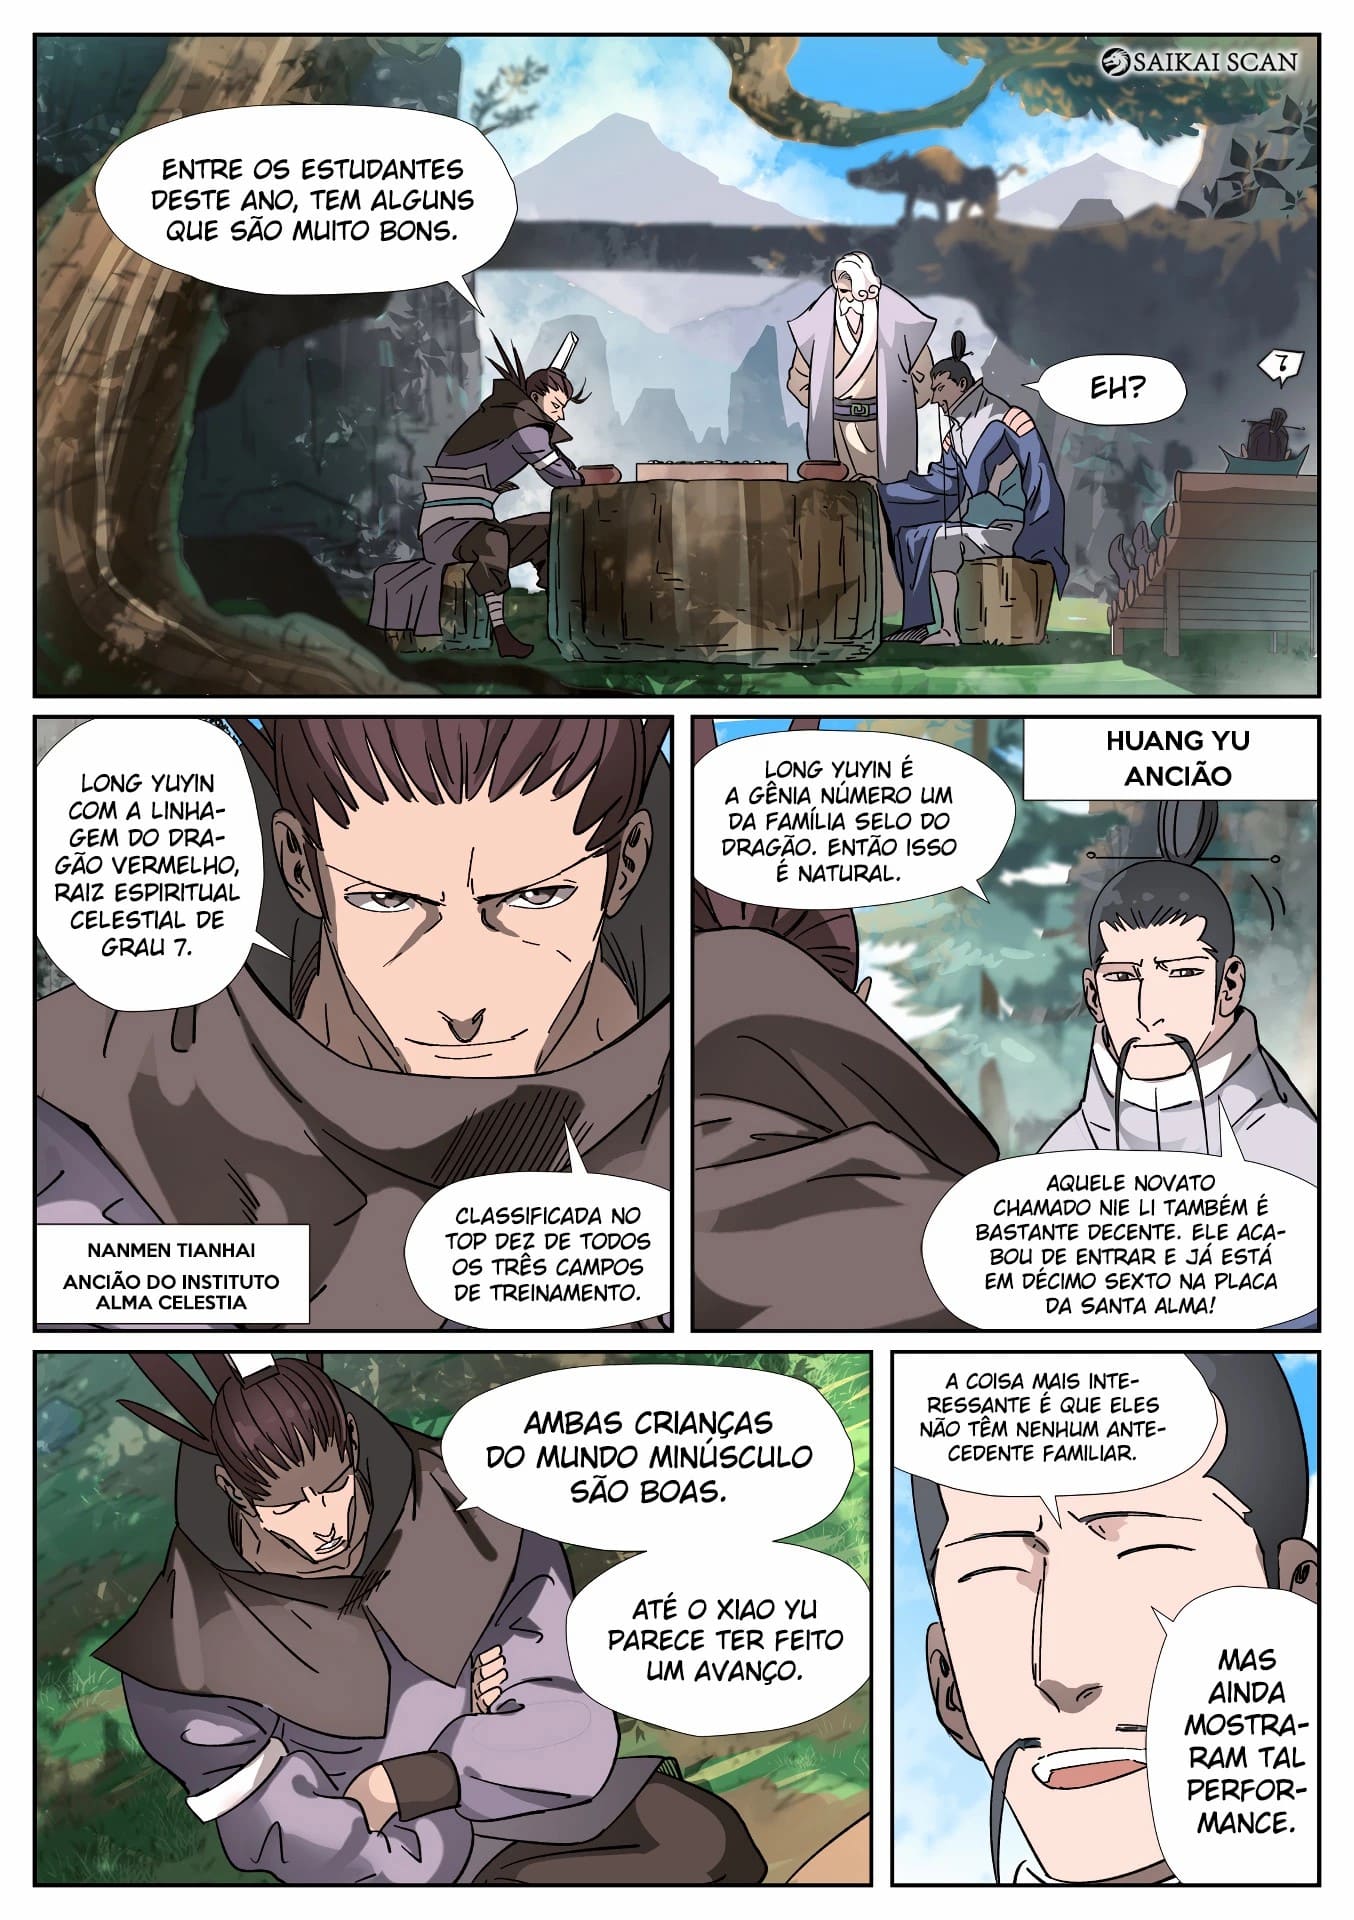 SAIKAI SCAN
ENTRE OS ESTUDANTES
DESTE ANO, TEM ALGUNS
QUE SÃO MUITO BONS.
EH?
LONG YUYIN
COM A LINHA-
GEM DO DRA-
GÃO VERMELHO,
RAIZ ESPIRITUAL
CELESTIAL DE
GRAU 7.
CLASSIFICADA NO
TOP DEZ DE TODOS
OS TRÊS CAMPOS
DE TREINAMENTO.
NANMEN TIANHAI
ANCIÃO DO INSTITUTO
ALMA CELESTIA
LONG YUYIN É
A GÊNIA NÚMERO UM
DA FAMÍLIA SELO DO
DRAGÃO. ENTÃO ISSO
É NATURAL.
HUANG YU
ANCIÃO
AQUELE NOVATO
CHAMADO NIE LI TAMBÉM É
BASTANTE DECENTE. ELE ACA-
BOU DE ENTRAR E JÁ ESTÁ
EM DÉCIMO SEXTO NA PLACA
DA SANTA ALMA!
AMBAS CRIANÇAS
DO MUNDO MINÚSCULO
SÃO BOAS.
ATÉ O XIAO YU
PARECE TER FEITO
UM AVANÇO.
A COISA MAIS INTE-
RESSANTE É QUE ELES
NÃO TÊM NENHUM ANTE-
CEDENTE FAMILIAR.
MAS
AINDA
MOSTRA-
RAM TAL
PERFOR-
MANCE.